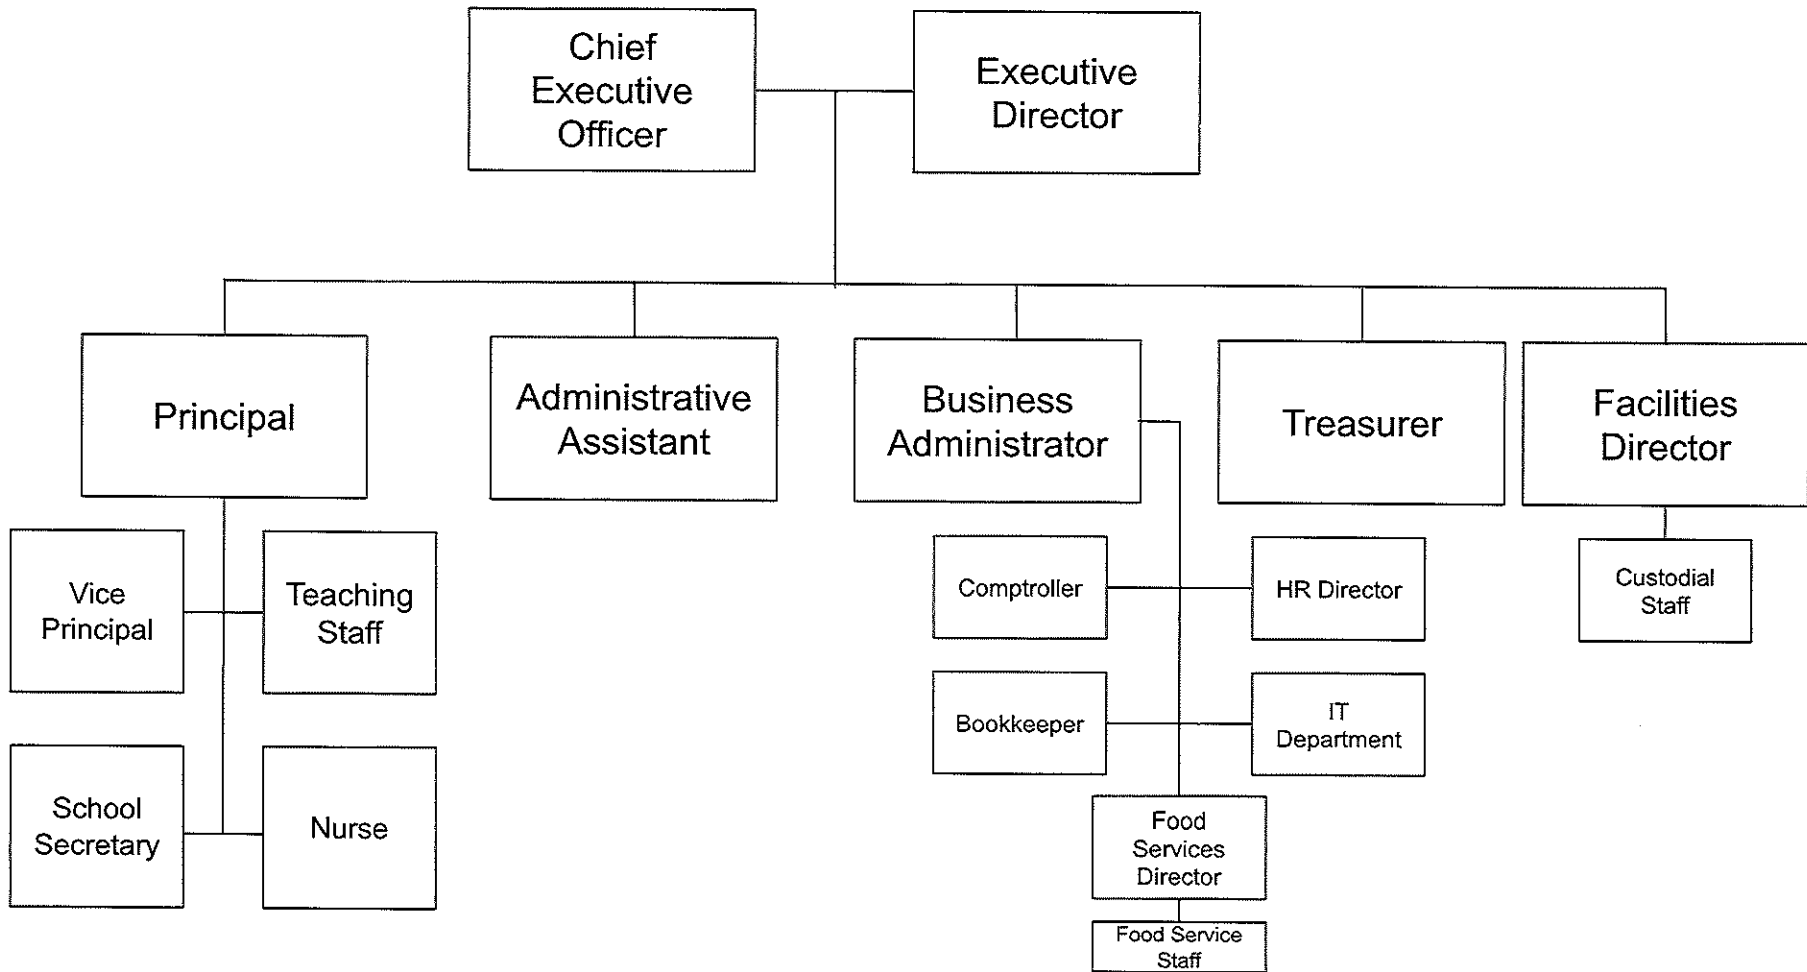 Chief
Executive
Officer
Executive
Director
Principal
Administrative
Assistant
Business
Administrator
Treasurer
Facilities
Director
Vice
Principal
Teaching
Staff
Comptroller
HR Director
Custodial
Staff
Bookkeeper
IT
Department
School
Secretary
Nurse
Food
Services
Director
Food Service
Staff